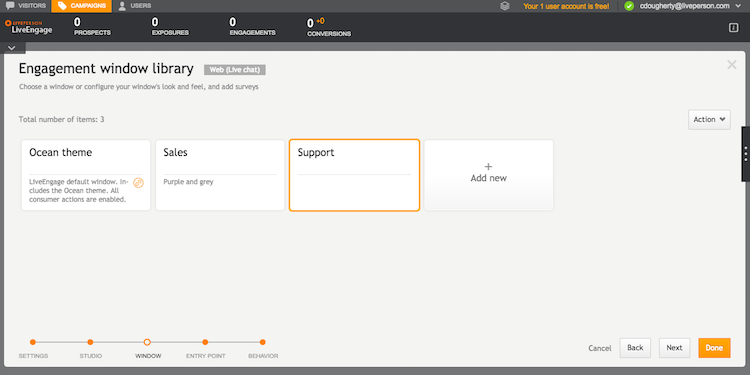 VISITORS
CAMPAIGNS
USERS
Your 1 user account is free!
cdougherty@liveperson.com
LIVEPERSON
LiveEngage
0
PROSPECTS
0
EXPOSURES
0
ENGAGEMENTS
0 +0
CONVERSIONS
Engagement window library
Web (Live chat)
Choose a window or configure your window's look and feel, and add surveys
Total number of items: 3
Action
Ocean theme
LiveEngage default window. In-
cludes the Ocean theme. All
consumer actions are enabled.
Sales
Purple and grey
Support
+
Add new
SETTINGS
STUDIO
WINDOW
ENTRY POINT
BEHAVIOR
Cancel
Back
Next
Done